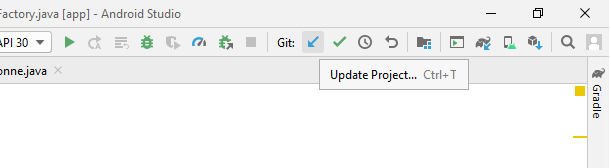 Factory.java [app] - Android Studio
API 30
Git:
onne.java
Update Project... Ctrl+T
Gradle